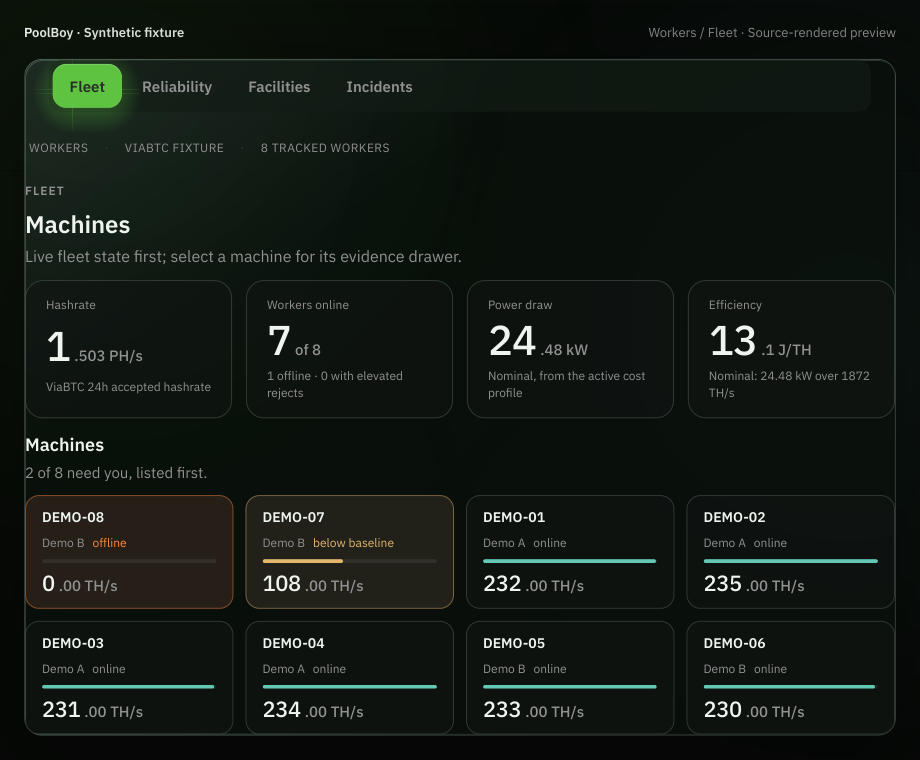 PoolBoy · Synthetic fixture
Workers / Fleet · Source-rendered preview
Fleet Reliability Facilities Incidents
WORKERS · VIABTC FIXTURE · 8 TRACKED WORKERS
FLEET
Machines
Live fleet state first; select a machine for its evidence drawer.
Hashrate
1.503 PH/s
ViaBTC 24h accepted hashrate
Workers online
7 of 8
1 offline · 0 with elevated
rejects
Power draw
24.48 kW
Nominal, from the active cost
profile
Efficiency
13.1 J/TH
Nominal: 24.48 kW over 1872
TH/s
Machines
2 of 8 need you, listed first.
DEMO-08
Demo B offline
0.00 TH/s
DEMO-07
Demo B below baseline
108.00 TH/s
DEMO-01
Demo A online
232.00 TH/s
DEMO-02
Demo A online
235.00 TH/s
DEMO-03
Demo A online
231.00 TH/s
DEMO-04
Demo A online
234.00 TH/s
DEMO-05
Demo B online
233.00 TH/s
DEMO-06
Demo B online
230.00 TH/s